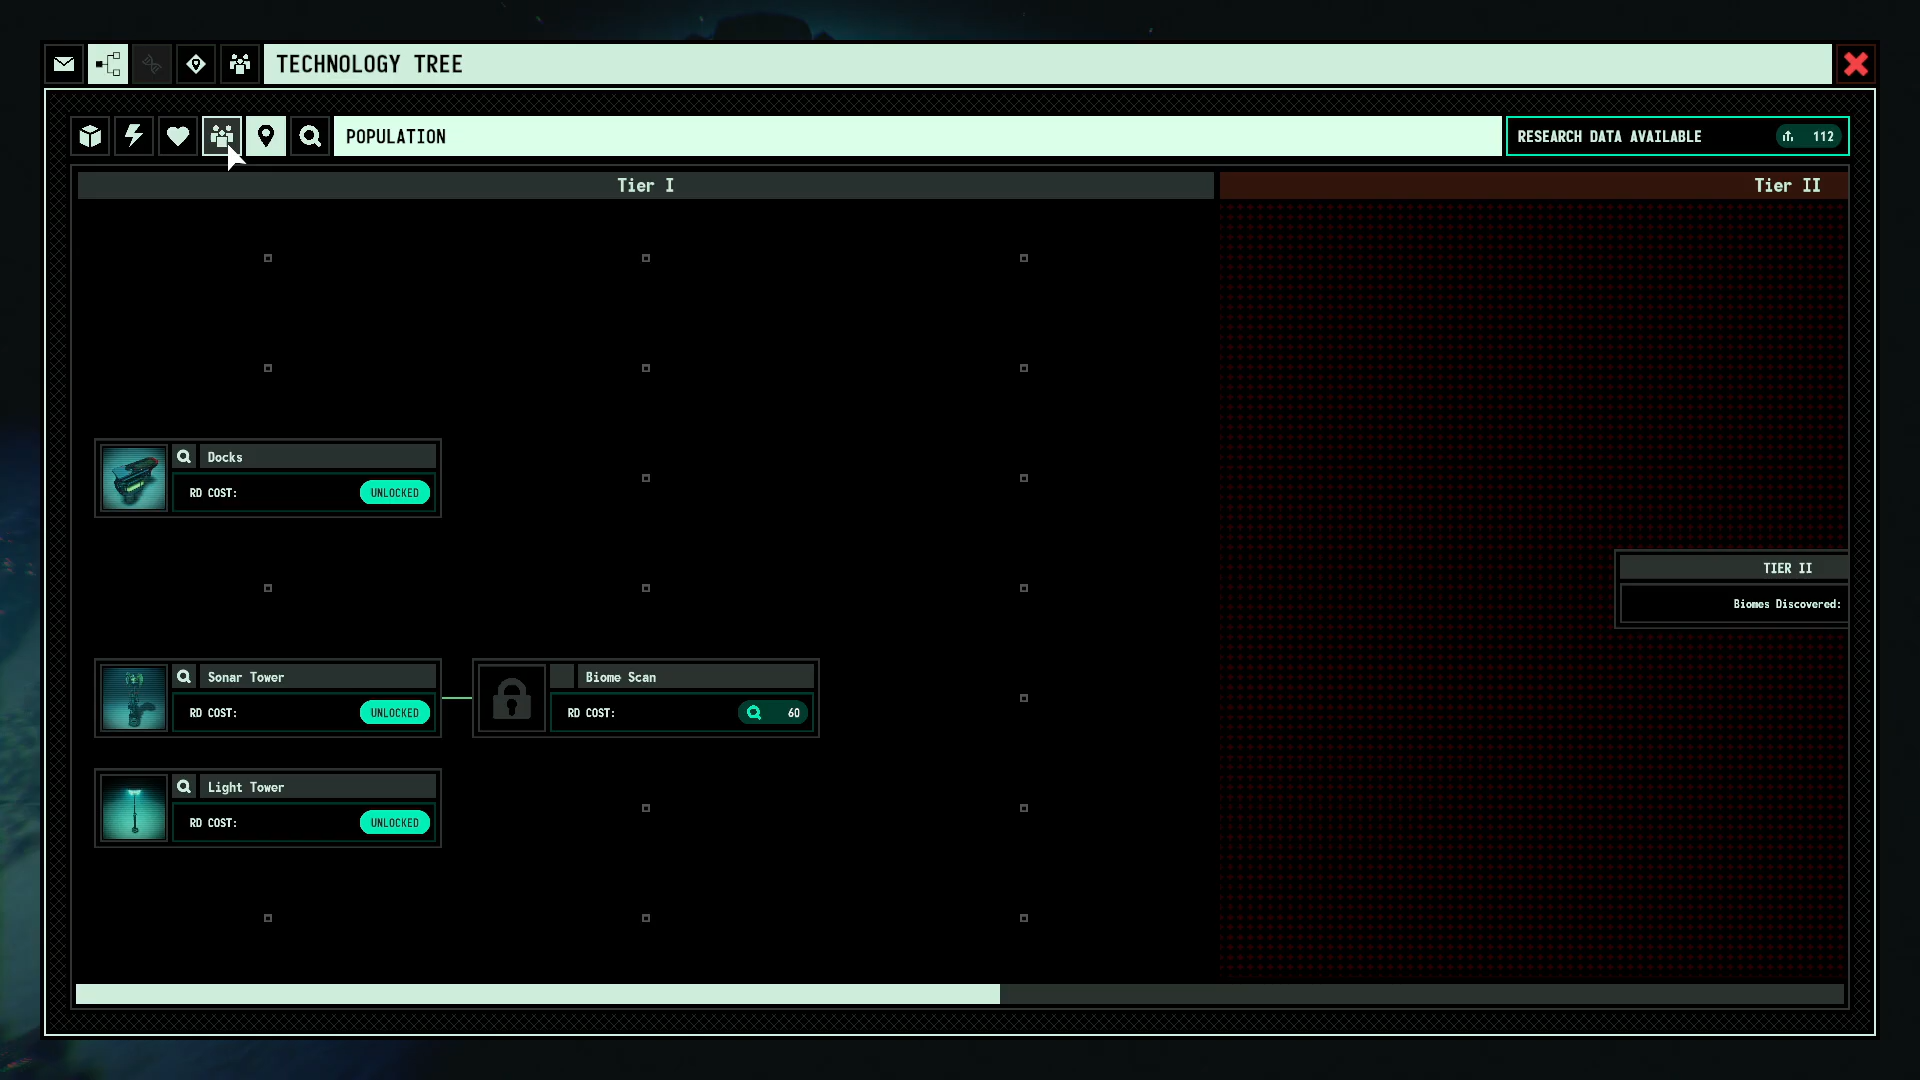 TECHNOLOGY TREE
POPULATION
RESEARCH DATA AVAILABLE 112
Tier I
Tier II
Docks
RD COST: UNLOCKED
TIER II
Biomes Discovered:
Sonar Tower
RD COST: UNLOCKED
Biome Scan
RD COST: 60
Light Tower
RD COST: UNLOCKED